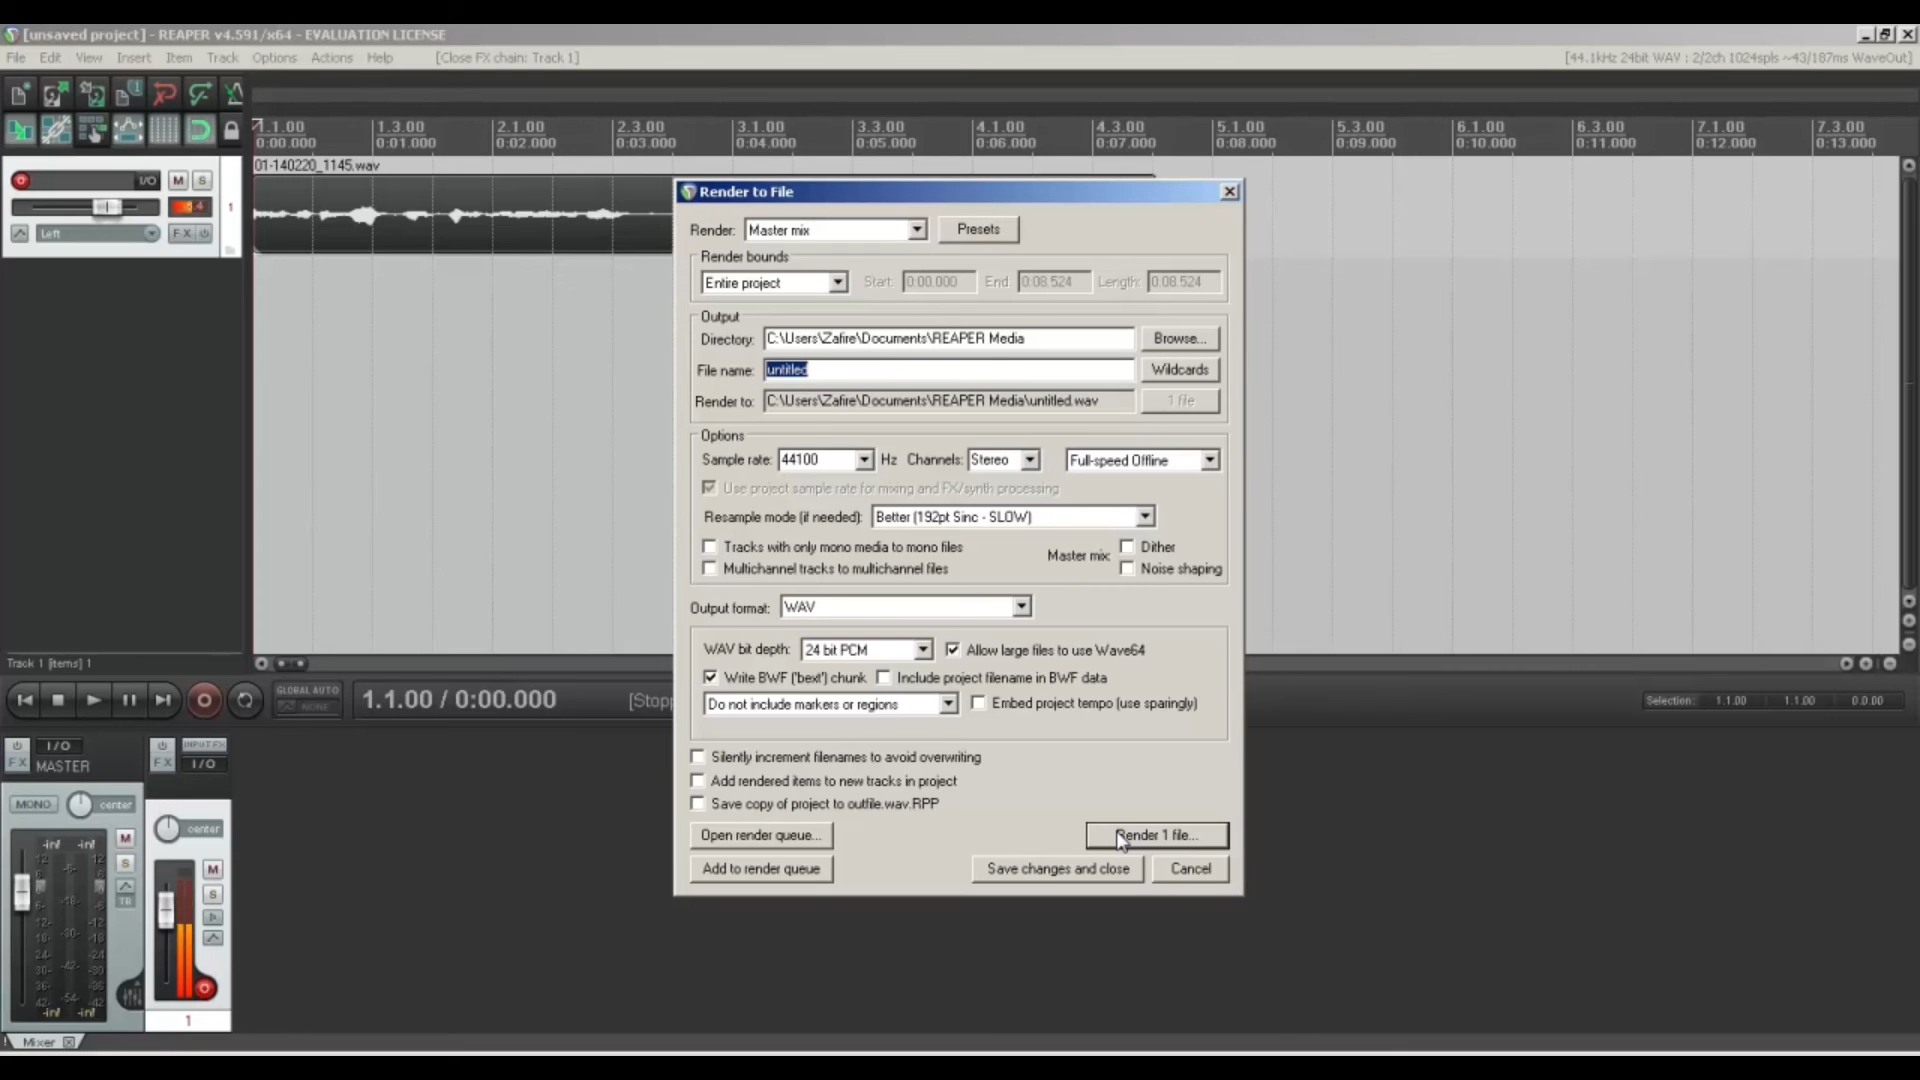 [unsaved project] - REAPER v4.591/x64 - EVALUATION LICENSE
File Edit View Insert Item Track Options Actions Help [Close FX chain: Track 1] [44.1kHz 24bit WAV : 2/2ch 1024spls ~43/187ms WaveOut]
1.1.00 1.3.00 2.1.00 2.3.00 3.1.00 3.3.00 4.1.00 4.3.00 5.1.00 5.3.00 6.1.00 6.3.00 7.1.00 7.3.00
0:00.000 0:01.000 0:02.000 0:03.000 0:04.000 0:05.000 0:06.000 0:07.000 0:08.000 0:09.000 0:10.000 0:11.000 0:12.000 0:13.000
01-140220_1145.wav
I/O M S
1
Left FX
Render to File
Render: Master mix Presets
Render bounds
Entire project Start: 0:00.000 End: 0:08.524 Length: 0:08.524
Output
Directory: C:\Users\Zafire\Documents\REAPER Media Browse...
File name: untitled Wildcards
Render to: C:\Users\Zafire\Documents\REAPER Media\untitled.wav 1 file
Options
Sample rate: 44100 Hz Channels: Stereo Full-speed Offline
Use project sample rate for mixing and FX/synth processing
Resample mode (if needed): Better (192pt Sinc - SLOW)
Tracks with only mono media to mono files
Multichannel tracks to multichannel files
Master mix: Dither
Noise shaping
Output format: WAV
WAV bit depth: 24 bit PCM Allow large files to use Wave64
Write BWF ('bext') chunk Include project filename in BWF data
Do not include markers or regions Embed project tempo (use sparingly)
Silently increment filenames to avoid overwriting
Add rendered items to new tracks in project
Save copy of project to outfile.wav.RPP
Open render queue... Render 1 file...
Add to render queue Save changes and close Cancel
Track 1 [items] 1
GLOBAL AUTO
NONE
1.1.00 / 0:00.000 [Stop
Selection: 1.1.00 1.1.00 0.0.00
I/O
FX MASTER
INPUT FX
FX I/O
MONO center
center
-inf -inf
M
S
TR
M
S
-inf -inf
1
Mixer